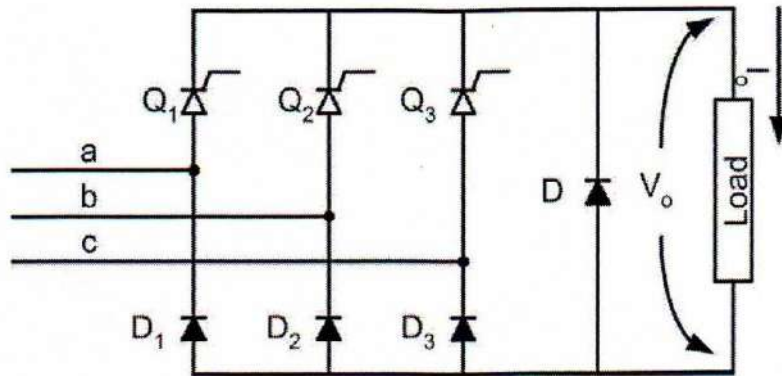 Q₁
Q₂
Q₃
Iₒ
a
b
c
D
Vₒ
Load
D₁
D₂
D₃